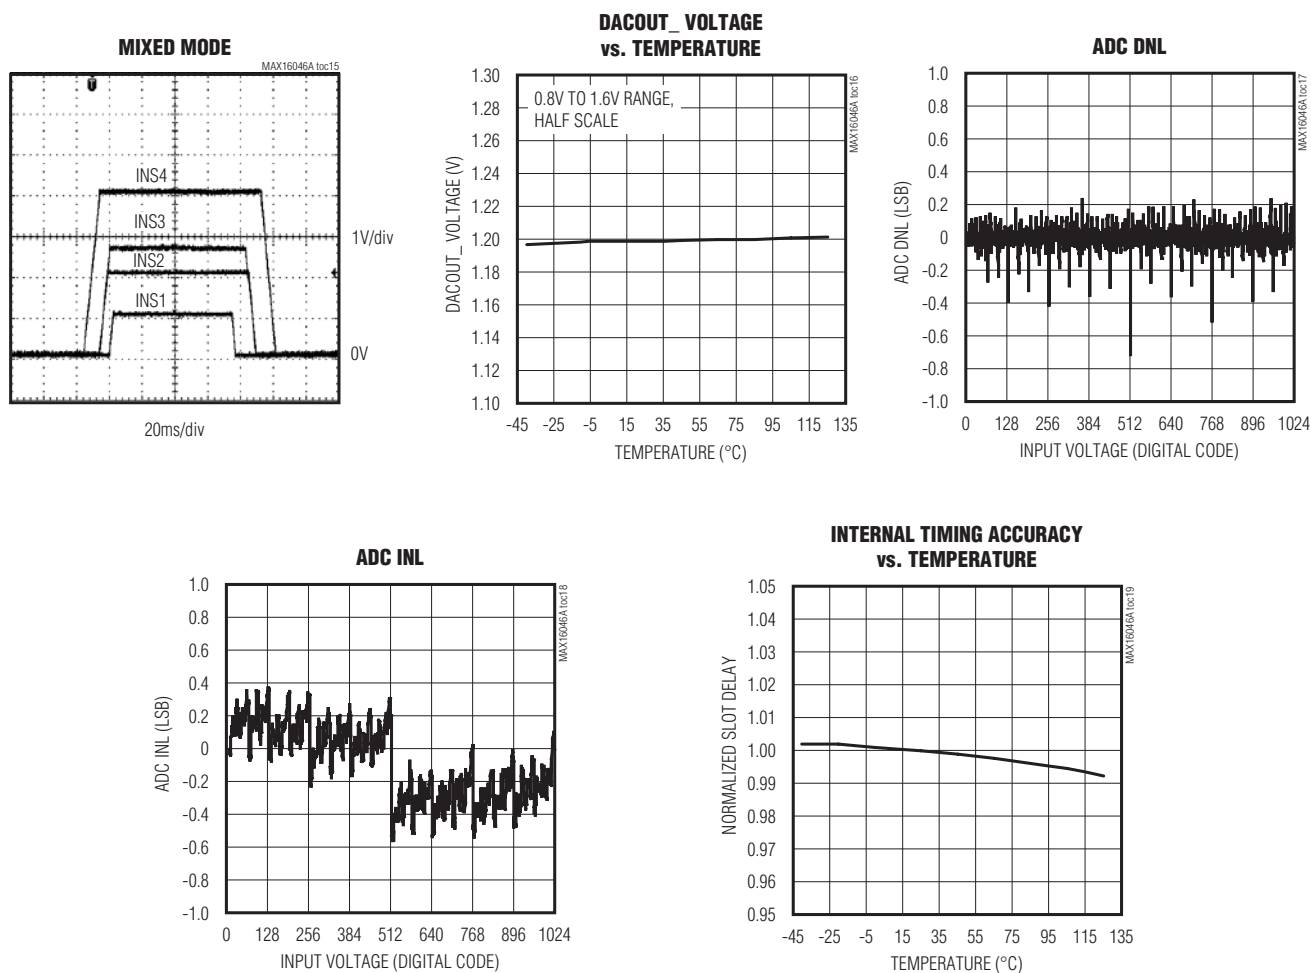 MIXED MODE
MAX16046A toc15
INS4
INS3
INS2
INS1
1V/div
0V
20ms/div
DACOUT_ VOLTAGE
vs. TEMPERATURE
MAX16046A toc16
0.8V TO 1.6V RANGE,
HALF SCALE
DACOUT_ VOLTAGE (V)
1.30
1.28
1.26
1.24
1.22
1.20
1.18
1.16
1.14
1.12
1.10
-45 -25 -5 15 35 55 75 95 115 135
TEMPERATURE (°C)
ADC DNL
MAX16046A toc17
ADC DNL (LSB)
1.0
0.8
0.6
0.4
0.2
0
-0.2
-0.4
-0.6
-0.8
-1.0
0 128 256 384 512 640 768 896 1024
INPUT VOLTAGE (DIGITAL CODE)
ADC INL
MAX16046A toc18
ADC INL (LSB)
1.0
0.8
0.6
0.4
0.2
0
-0.2
-0.4
-0.6
-0.8
-1.0
0 128 256 384 512 640 768 896 1024
INPUT VOLTAGE (DIGITAL CODE)
INTERNAL TIMING ACCURACY
vs. TEMPERATURE
MAX16046A toc19
NORMALIZED SLOT DELAY
1.05
1.04
1.03
1.02
1.01
1.00
0.99
0.98
0.97
0.96
0.95
-45 -25 -5 15 35 55 75 95 115 135
TEMPERATURE (°C)